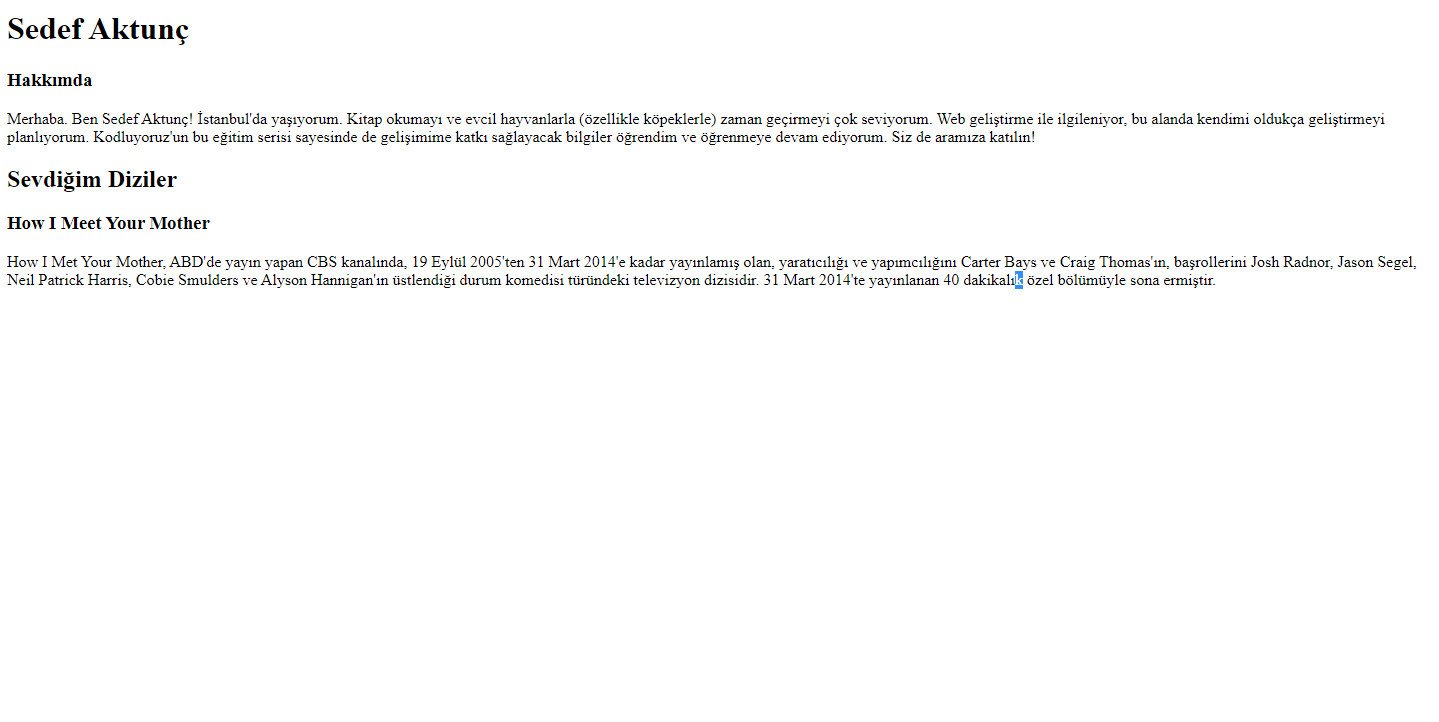 Sedef Aktunç
Hakkımda
Merhaba. Ben Sedef Aktunç! İstanbul'da yaşıyorum. Kitap okumayı ve evcil hayvanlarla (özellikle köpeklerle) zaman geçirmeyi çok seviyorum. Web geliştirme ile ilgileniyor, bu alanda kendimi oldukça geliştirmeyi
planlıyorum. Kodluyoruz'un bu eğitim serisi sayesinde de gelişimime katkı sağlayacak bilgiler öğrendim ve öğrenmeye devam ediyorum. Siz de aramıza katılın!
Sevdiğim Diziler
How I Meet Your Mother
How I Met Your Mother, ABD'de yayın yapan CBS kanalında, 19 Eylül 2005'ten 31 Mart 2014'e kadar yayınlamış olan, yaratıcılığı ve yapımcılığını Carter Bays ve Craig Thomas'ın, başrollerini Josh Radnor, Jason Segel,
Neil Patrick Harris, Cobie Smulders ve Alyson Hannigan'ın üstlendiği durum komedisi türündeki televizyon dizisidir. 31 Mart 2014'te yayınlanan 40 dakikalık özel bölümüyle sona ermiştir.